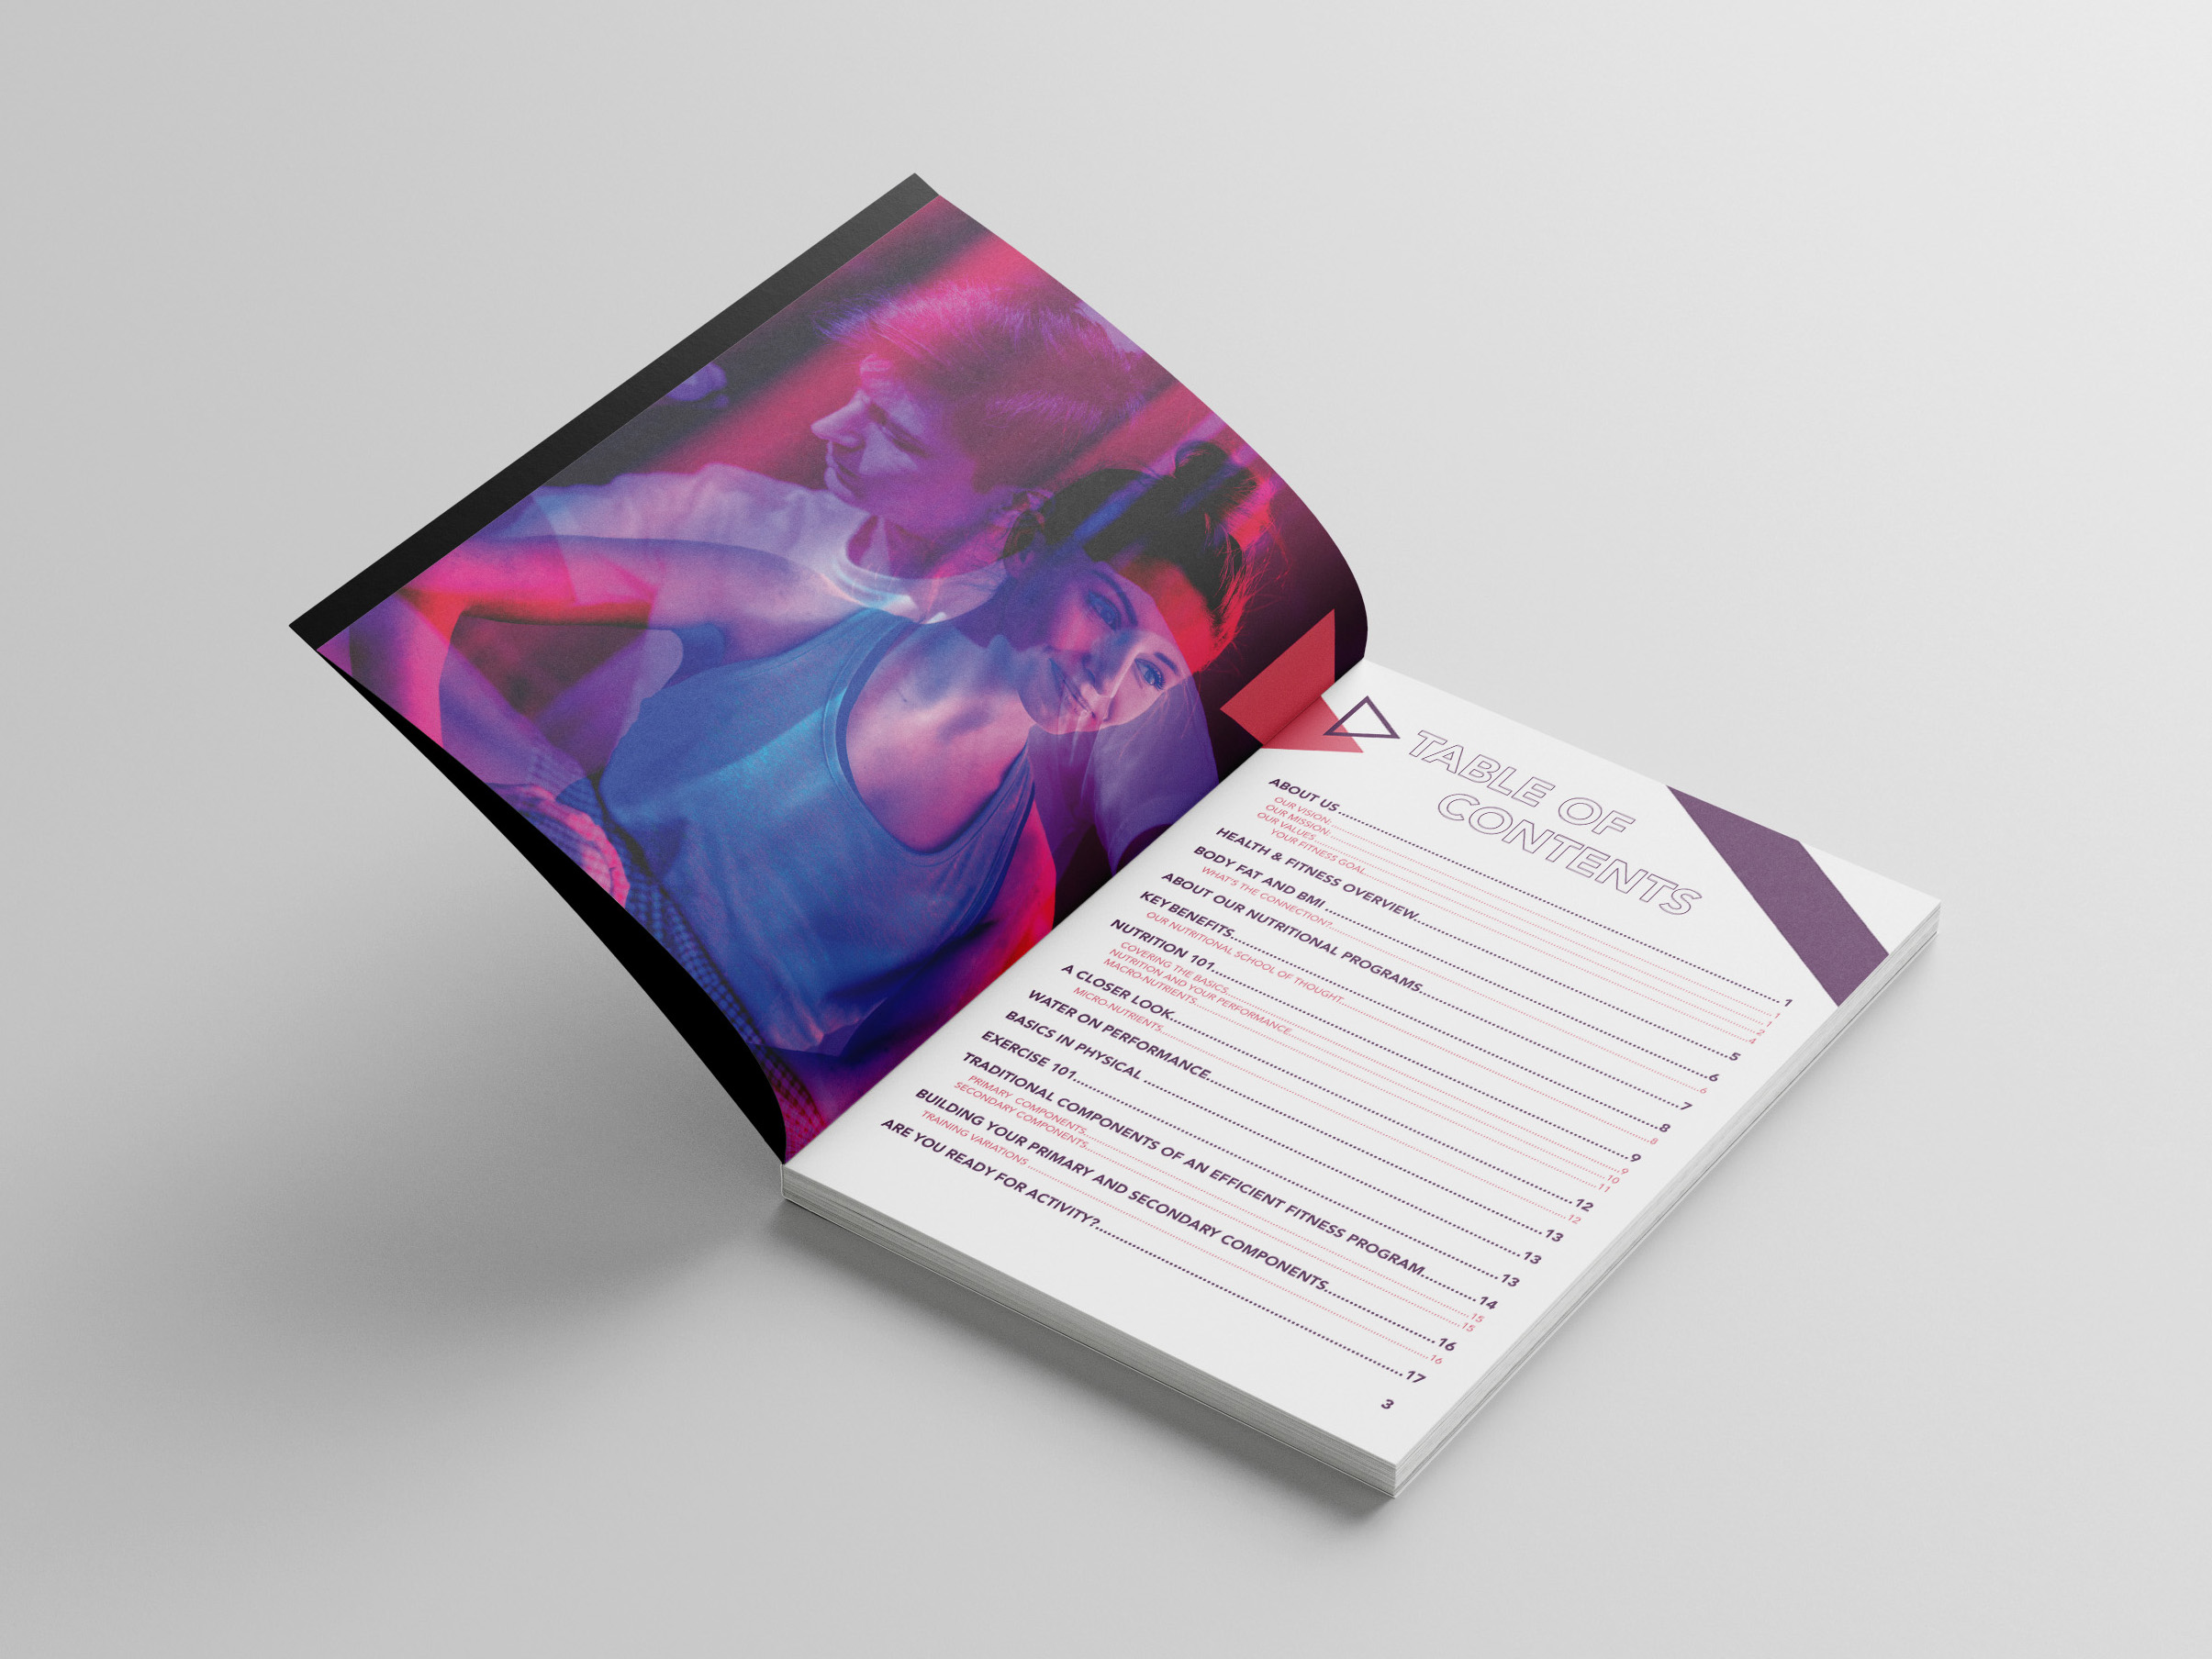 TABLE OF
CONTENTS
ABOUT US........1
OUR VISION:........1
OUR MISSION:........1
OUR VALUES........2
YOUR FITNESS GOAL........4
HEALTH & FITNESS OVERVIEW........5
BODY FAT AND BMI........6
WHAT'S THE CONNECTION?........6
ABOUT OUR NUTRITIONAL PROGRAMS........7
KEY BENEFITS........8
OUR NUTRITIONAL SCHOOL OF THOUGHT........8
NUTRITION 101........9
COVERING THE BASICS........9
NUTRITION AND YOUR PERFORMANCE........10
MACRO-NUTRIENTS........11
A CLOSER LOOK........12
MICRO-NUTRIENTS........12
WATER ON PERFORMANCE........13
BASICS IN PHYSICAL........13
EXERCISE 101........13
TRADITIONAL COMPONENTS OF AN EFFICIENT FITNESS PROGRAM........14
PRIMARY COMPONENTS........15
SECONDARY COMPONENTS........15
BUILDING YOUR PRIMARY AND SECONDARY COMPONENTS........16
TRAINING VARIATIONS........16
ARE YOU READY FOR ACTIVITY?........17
3